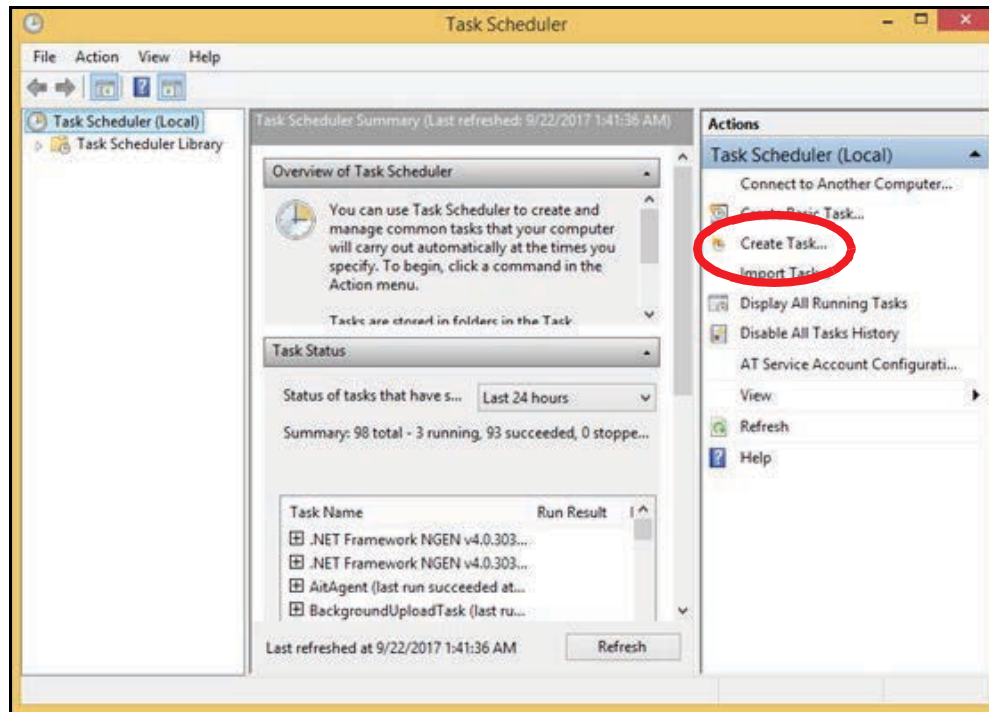 Task Scheduler
File Action View Help
Task Scheduler (Local)
Task Scheduler Library
Task Scheduler Summary (Last refreshed: 9/22/2017 1:41:36 AM)
Overview of Task Scheduler
You can use Task Scheduler to create and
manage common tasks that your computer
will carry out automatically at the times you
specify. To begin, click a command in the
Action menu.
Tasks are stored in folders in the Task
Task Status
Status of tasks that have s... Last 24 hours
Summary: 98 total - 3 running, 93 succeeded, 0 stoppe...
Task Name Run Result
.NET Framework NGEN v4.0.303...
.NET Framework NGEN v4.0.303...
AitAgent (last run succeeded at...
BackgroundUploadTask (last ru...
Last refreshed at 9/22/2017 1:41:36 AM Refresh
Actions
Task Scheduler (Local)
Connect to Another Computer...
Create Basic Task...
Create Task...
Import Task
Display All Running Tasks
Disable All Tasks History
AT Service Account Configurati...
View
Refresh
Help